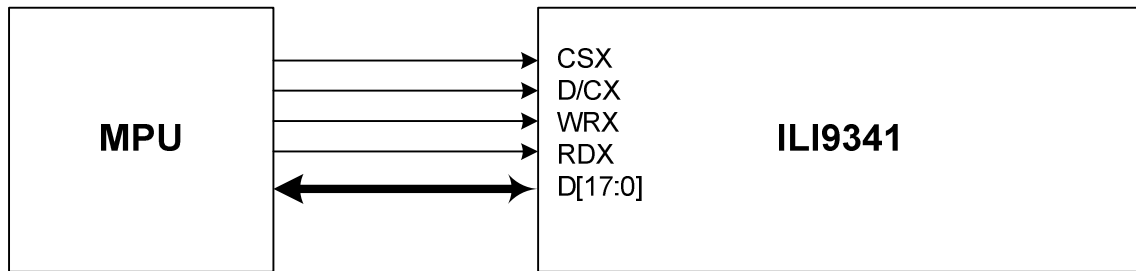 MPU
CSX
D/CX
WRX
RDX
D[17:0]
ILI9341